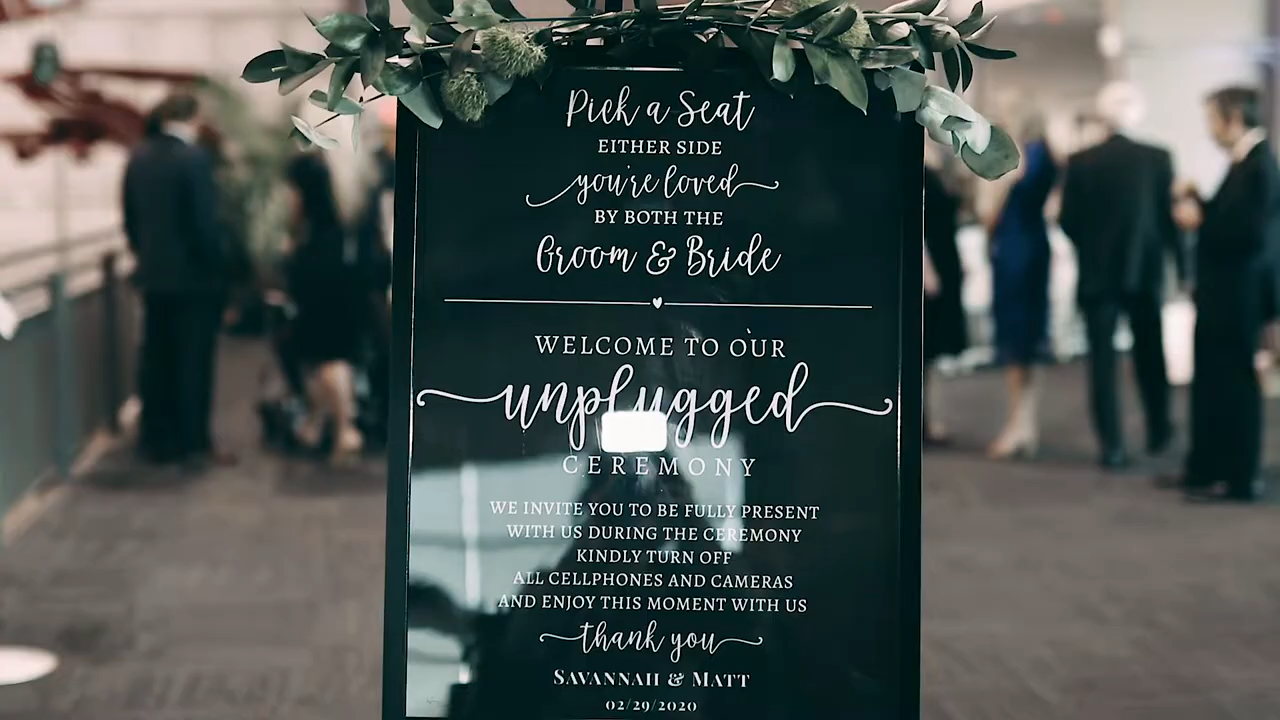 Pick a Seat
EITHER SIDE
you're loved
BY BOTH THE
Groom & Bride
WELCOME TO OUR
unplugged
CEREMONY
WE INVITE YOU TO BE FULLY PRESENT
WITH US DURING THE CEREMONY
KINDLY TURN OFF
ALL CELLPHONES AND CAMERAS
AND ENJOY THIS MOMENT WITH US
thank you
SAVANNAH & MATT
02/29/2020